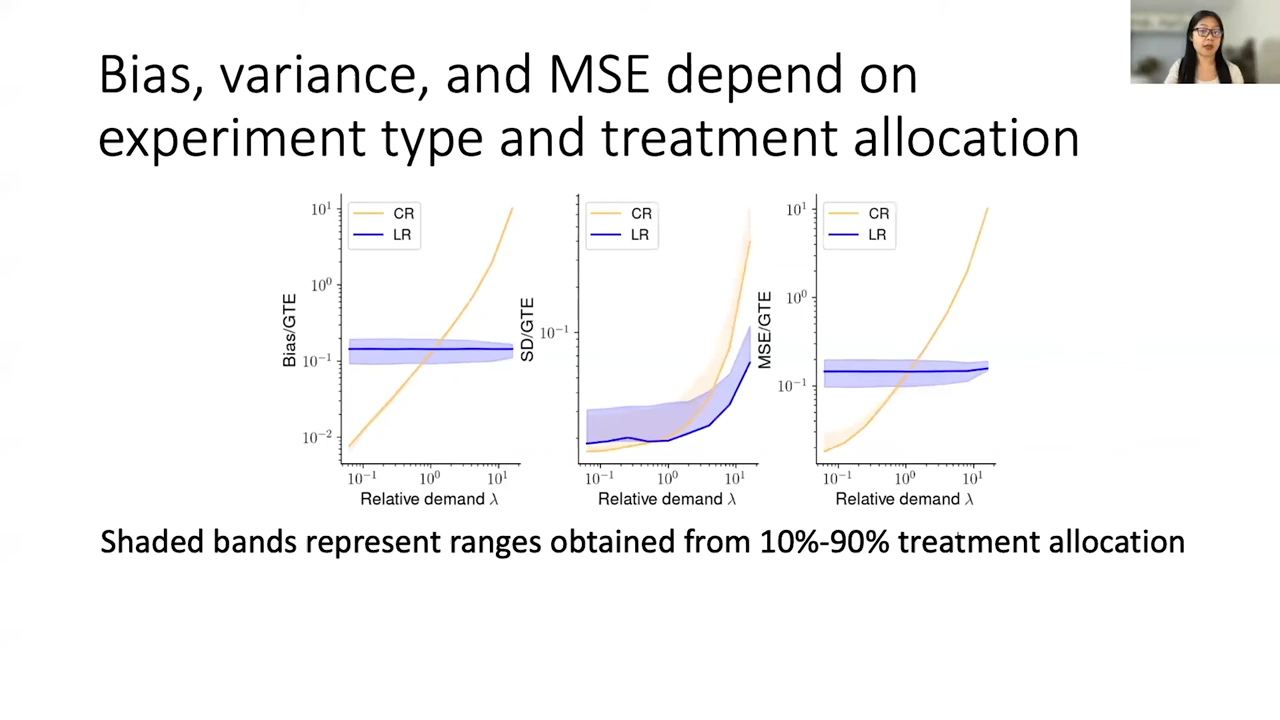 Bias, variance, and MSE depend on
experiment type and treatment allocation
10¹
10⁰
10⁻¹
10⁻²
Bias/GTE
CR
LR
10⁻¹
10⁰
10¹
Relative demand λ
10⁻¹
SD/GTE
CR
LR
10⁻¹
10⁰
10¹
Relative demand λ
10¹
10⁰
10⁻¹
MSE/GTE
CR
LR
10⁻¹
10⁰
10¹
Relative demand λ
Shaded bands represent ranges obtained from 10%-90% treatment allocation